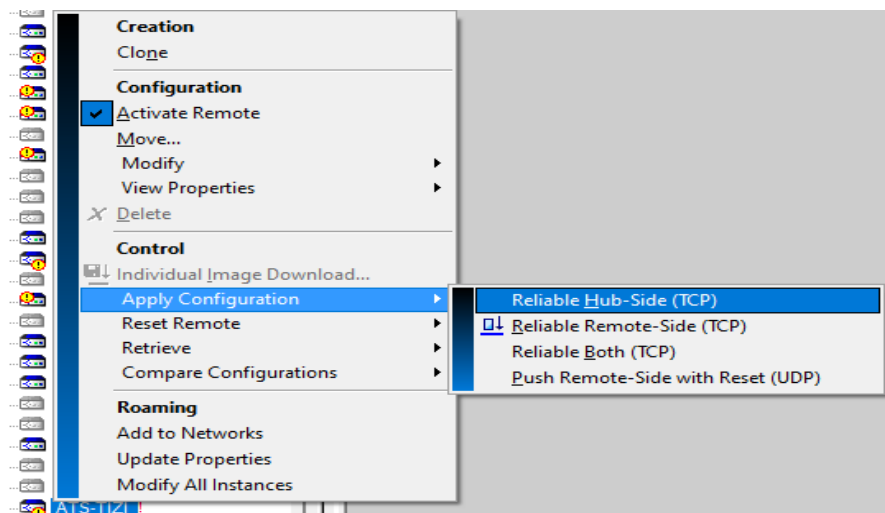 Creation
Clone
Configuration
Activate Remote
Move...
Modify
View Properties
Delete
Control
Individual Image Download...
Apply Configuration
Reliable Hub-Side (TCP)
Reset Remote
Reliable Remote-Side (TCP)
Retrieve
Reliable Both (TCP)
Compare Configurations
Push Remote-Side with Reset (UDP)
Roaming
Add to Networks
Update Properties
Modify All Instances
ATS-TIZI !